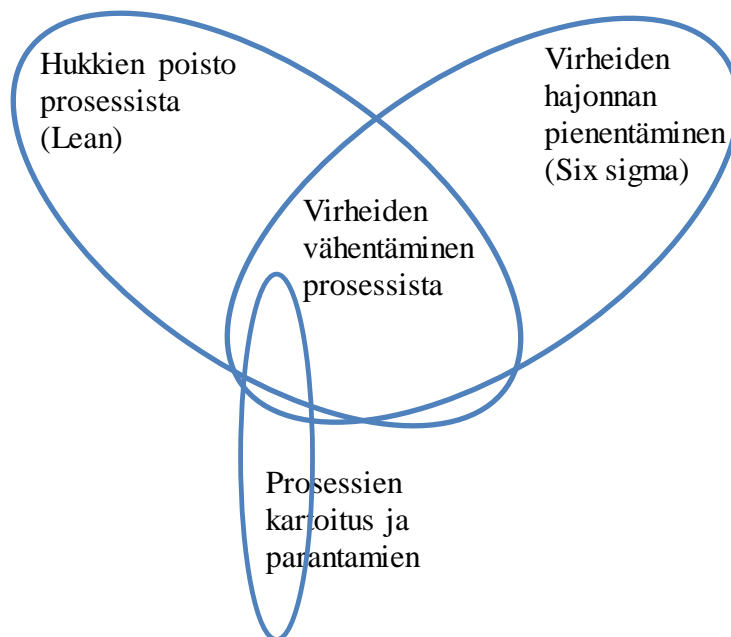 Hukkien poisto
prosessista
(Lean)
Virheiden
hajonnan
pienentäminen
(Six sigma)
Virheiden
vähentäminen
prosessista
Prosessien
kartoitus ja
parantamien